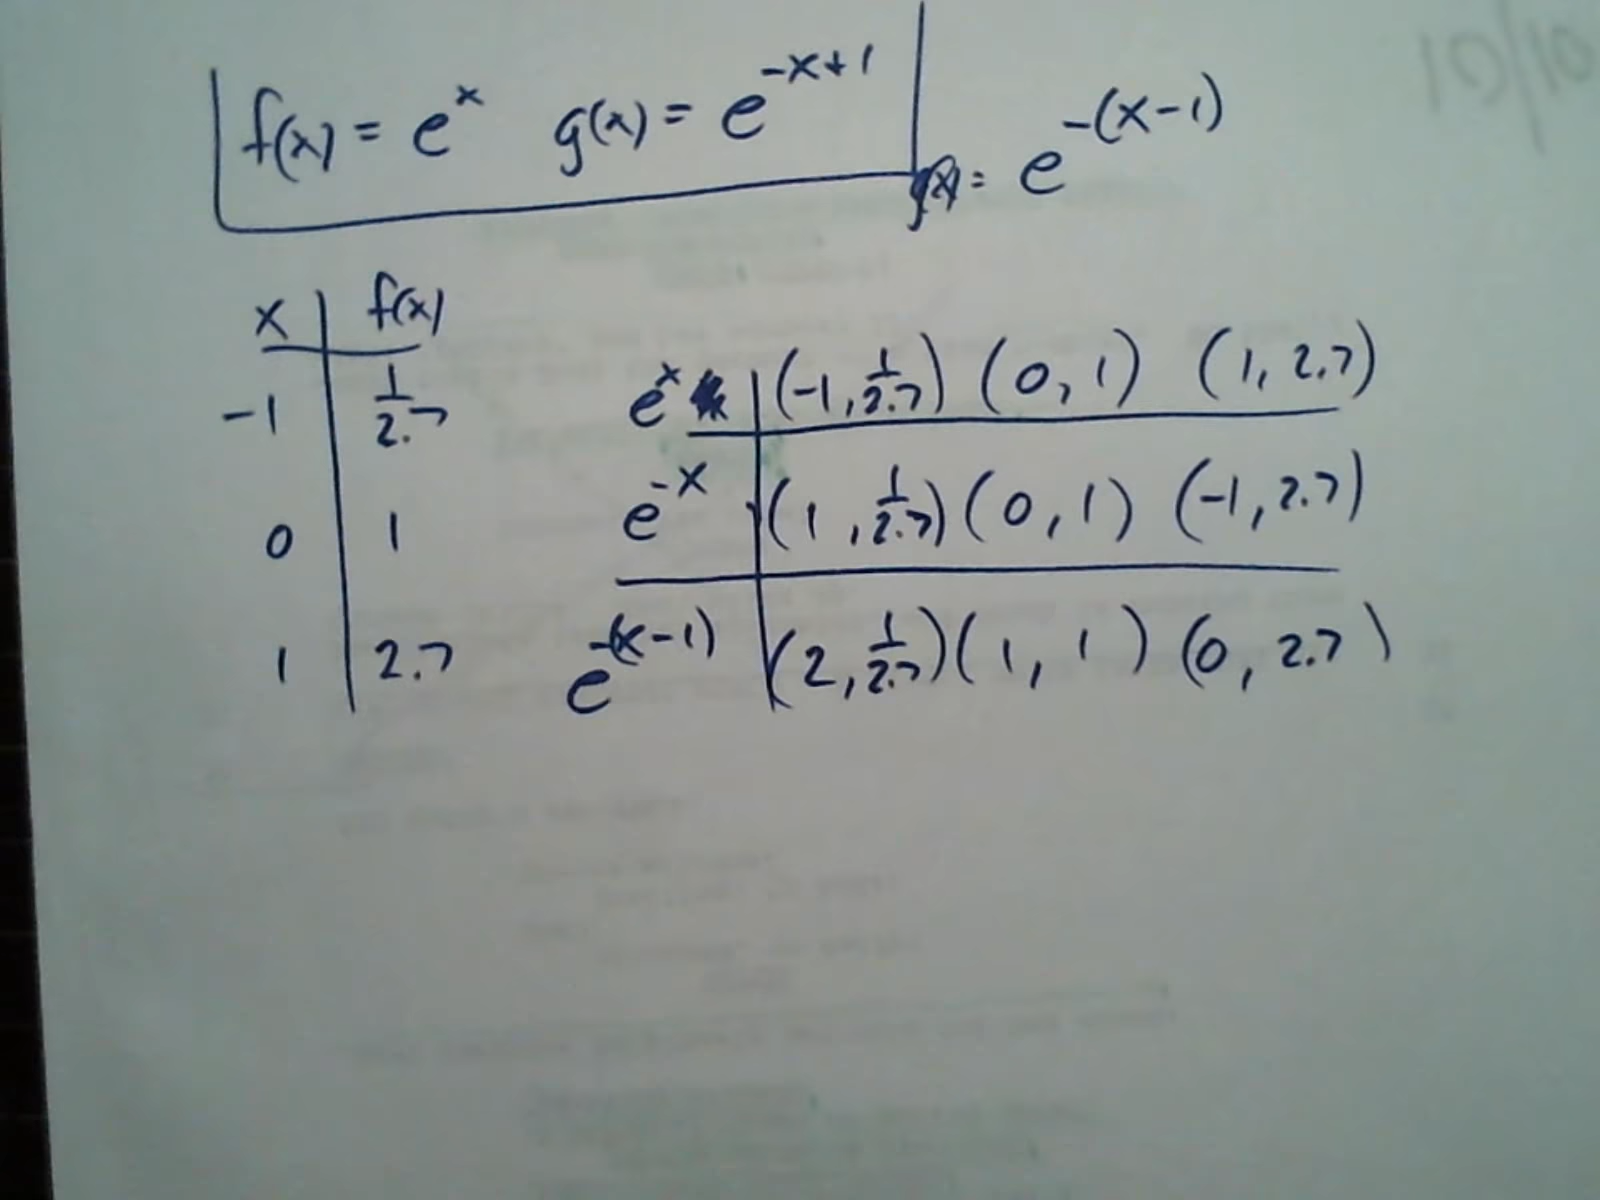 f(x) = e^x g(x) = e^{-x+1}
g(x) = e^{-(x-1)}
x | f(x)
-1 | 1/2.7
0 | 1
1 | 2.7
e^x | (-1, 1/2.7) (0, 1) (1, 2.7)
e^{-x} | (1, 1/2.7) (0, 1) (-1, 2.7)
e^{-(x-1)} | (2, 1/2.7) (1, 1) (0, 2.7)